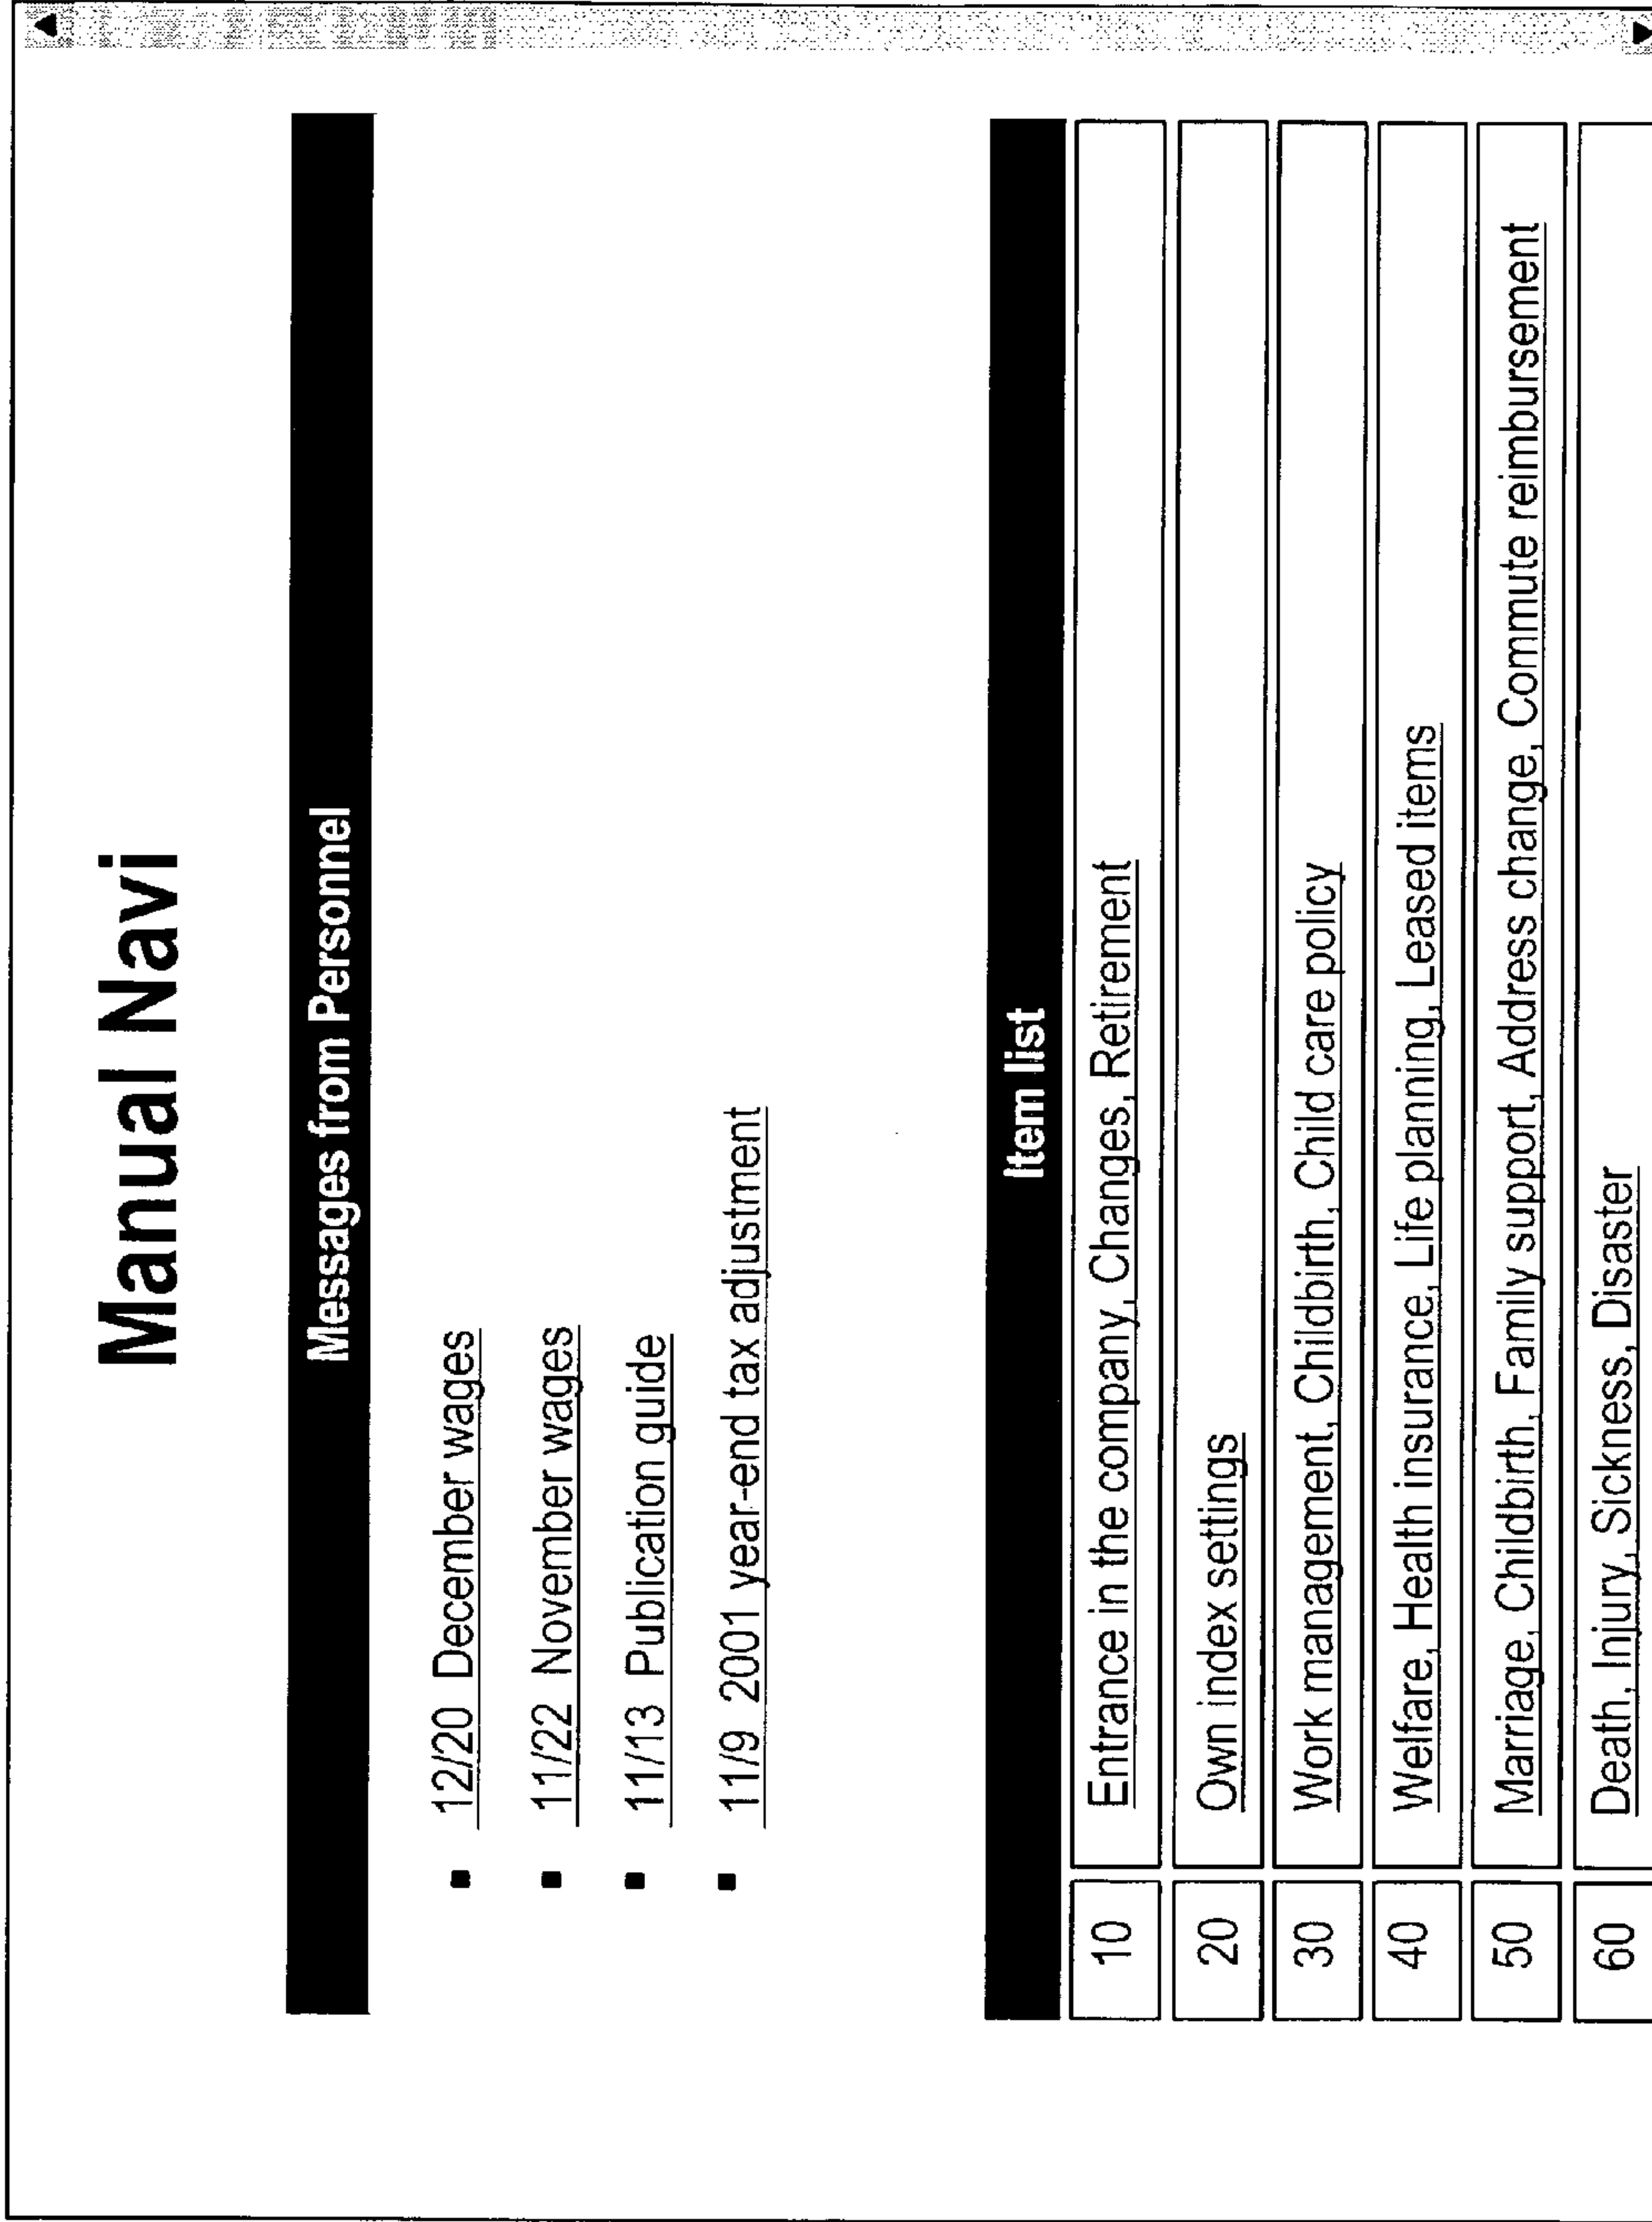 Manual Navi
Messages from Personnel
12/20 December wages
11/22 November wages
11/13 Publication guide
11/9 2001 year-end tax adjustment
Item list
10 Entrance in the company, Changes, Retirement
20 Own index settings
30 Work management, Childbirth, Child care policy
40 Welfare, Health insurance, Life planning, Leased items
50 Marriage, Childbirth, Family support, Address change, Commute reimbursement
60 Death, Injury, Sickness, Disaster